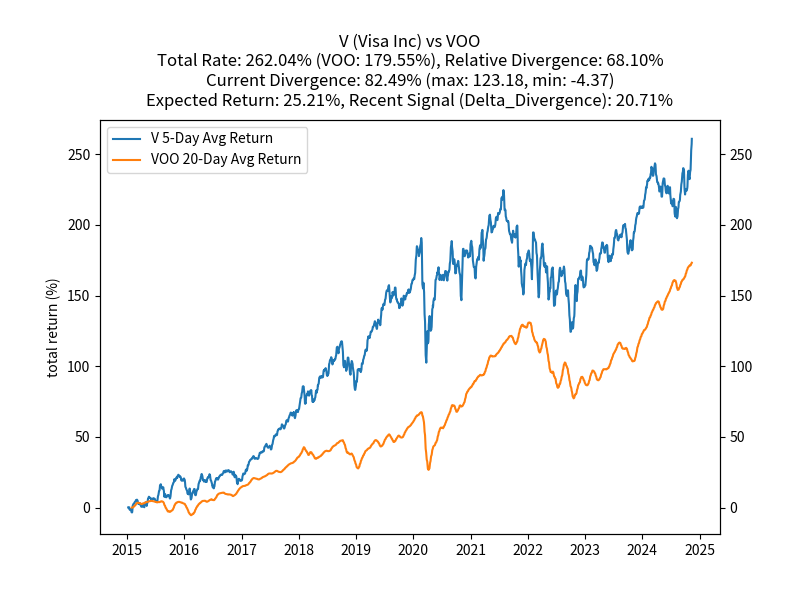 V (Visa Inc) vs VOO
Total Rate: 262.04% (VOO: 179.55%), Relative Divergence: 68.10%
Current Divergence: 82.49% (max: 123.18, min: -4.37)
Expected Return: 25.21%, Recent Signal (Delta_Divergence): 20.71%
V 5-Day Avg Return
VOO 20-Day Avg Return
total return (%)
250 250
200 200
150 150
100 100
50 50
0 0
2015 2016 2017 2018 2019 2020 2021 2022 2023 2024 2025